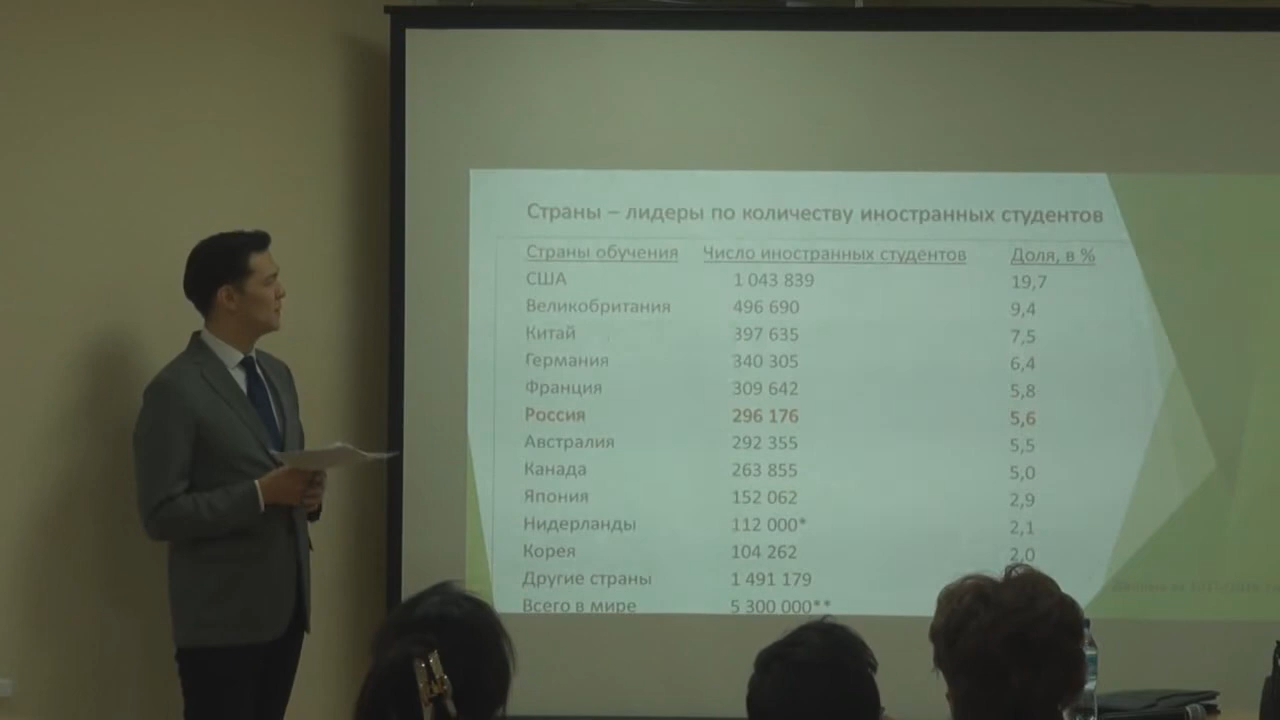 Страны – лидеры по количеству иностранных студентов
Страны обучения Число иностранных студентов Доля, в %
США 1 043 839 19,7
Великобритания 496 690 9,4
Китай 397 635 7,5
Германия 340 305 6,4
Франция 309 642 5,8
Россия 296 176 5,6
Австралия 292 355 5,5
Канада 263 855 5,0
Япония 152 062 2,9
Нидерланды 112 000* 2,1
Корея 104 262 2,0
Другие страны 1 491 179
Всего в мире 5 300 000**